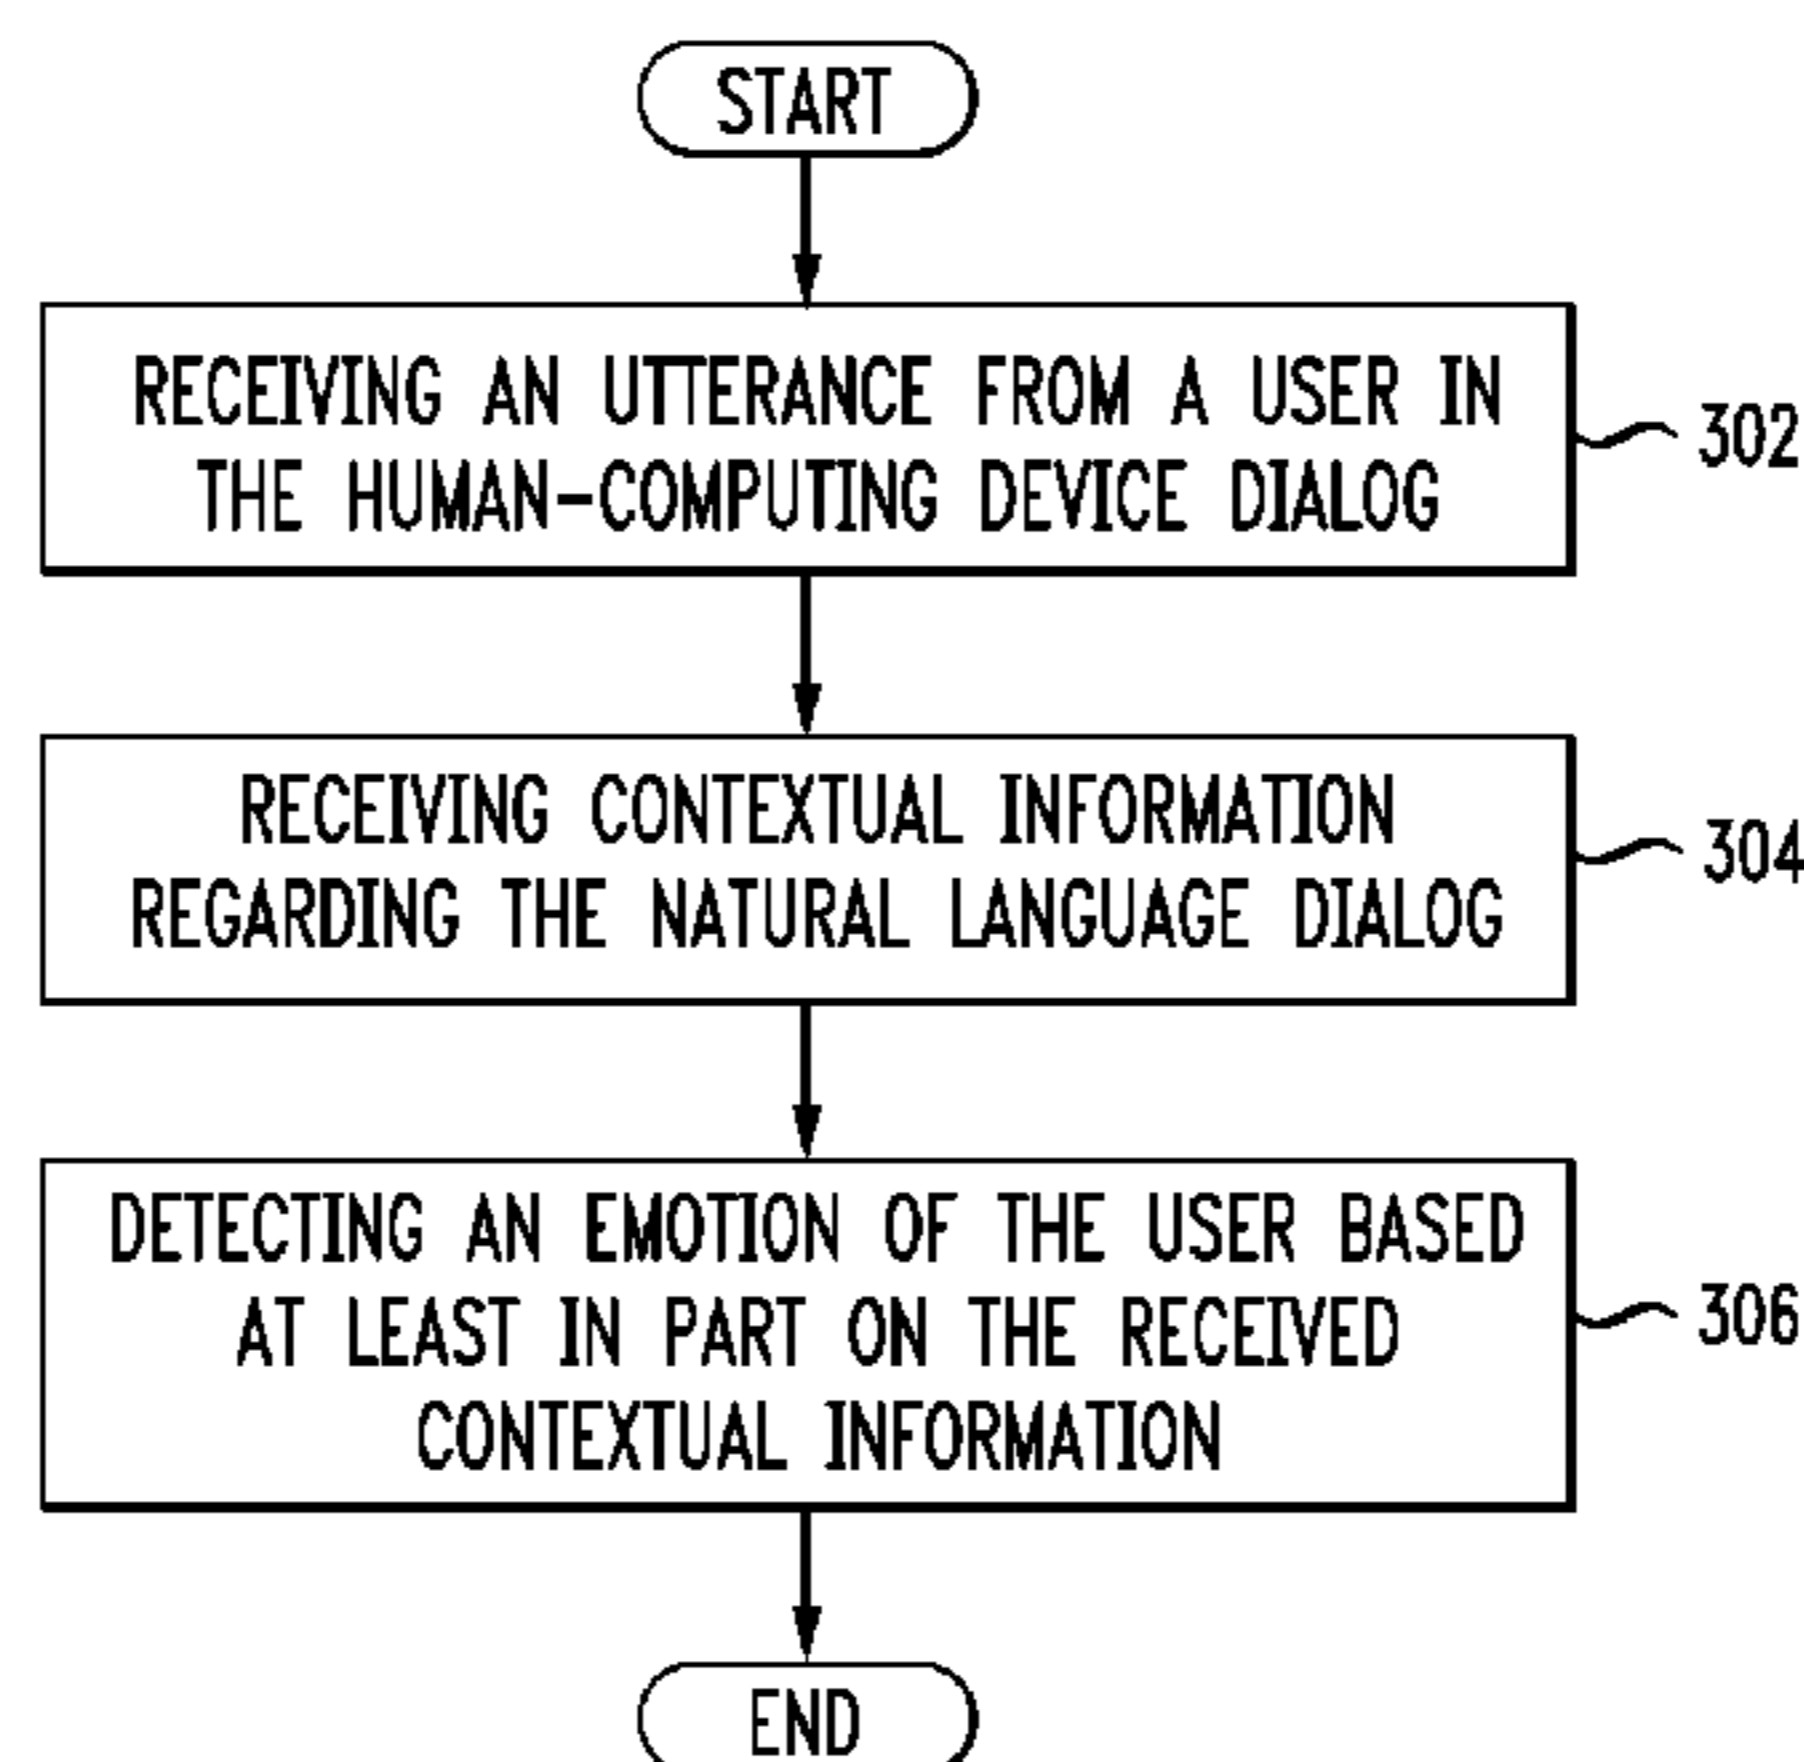 START
RECEIVING AN UTTERANCE FROM A USER IN
THE HUMAN-COMPUTING DEVICE DIALOG
302
RECEIVING CONTEXTUAL INFORMATION
REGARDING THE NATURAL LANGUAGE DIALOG
304
DETECTING AN EMOTION OF THE USER BASED
AT LEAST IN PART ON THE RECEIVED
CONTEXTUAL INFORMATION
306
END